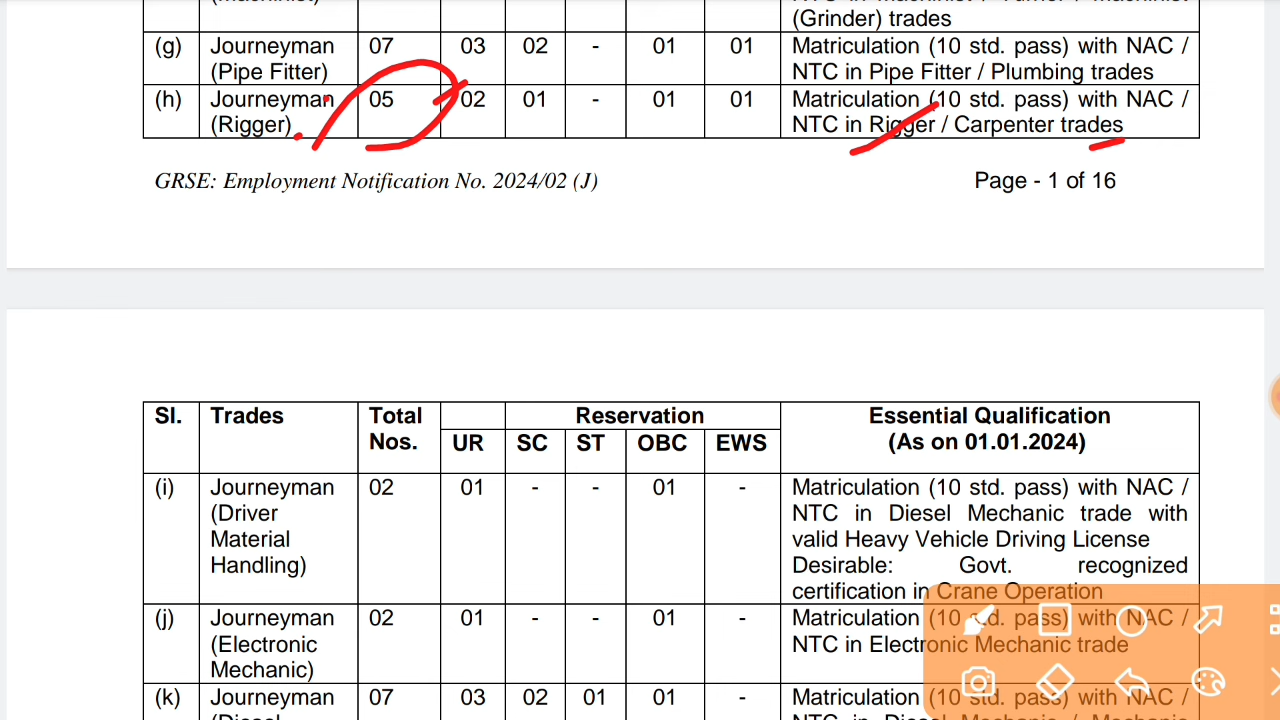 (Grinder) trades
(g) Journeyman (Pipe Fitter) 07 03 02 - 01 01 Matriculation (10 std. pass) with NAC /
NTC in Pipe Fitter / Plumbing trades
(h) Journeyman (Rigger) 05 02 01 - 01 01 Matriculation (10 std. pass) with NAC /
NTC in Rigger / Carpenter trades
GRSE: Employment Notification No. 2024/02 (J) Page - 1 of 16
Sl. Trades Total Nos. Reservation Essential Qualification
UR SC ST OBC EWS (As on 01.01.2024)
(i) Journeyman 02 01 - - 01 - Matriculation (10 std. pass) with NAC /
(Driver NTC in Diesel Mechanic trade with
Material valid Heavy Vehicle Driving License
Handling) Desirable: Govt. recognized
certification in Crane Operation
(j) Journeyman 02 01 - - 01 - Matriculation (10 std. pass) with NAC /
(Electronic NTC in Electronic Mechanic trade
Mechanic)
(k) Journeyman 07 03 02 01 01 - Matriculation (10 std. pass) with NAC /